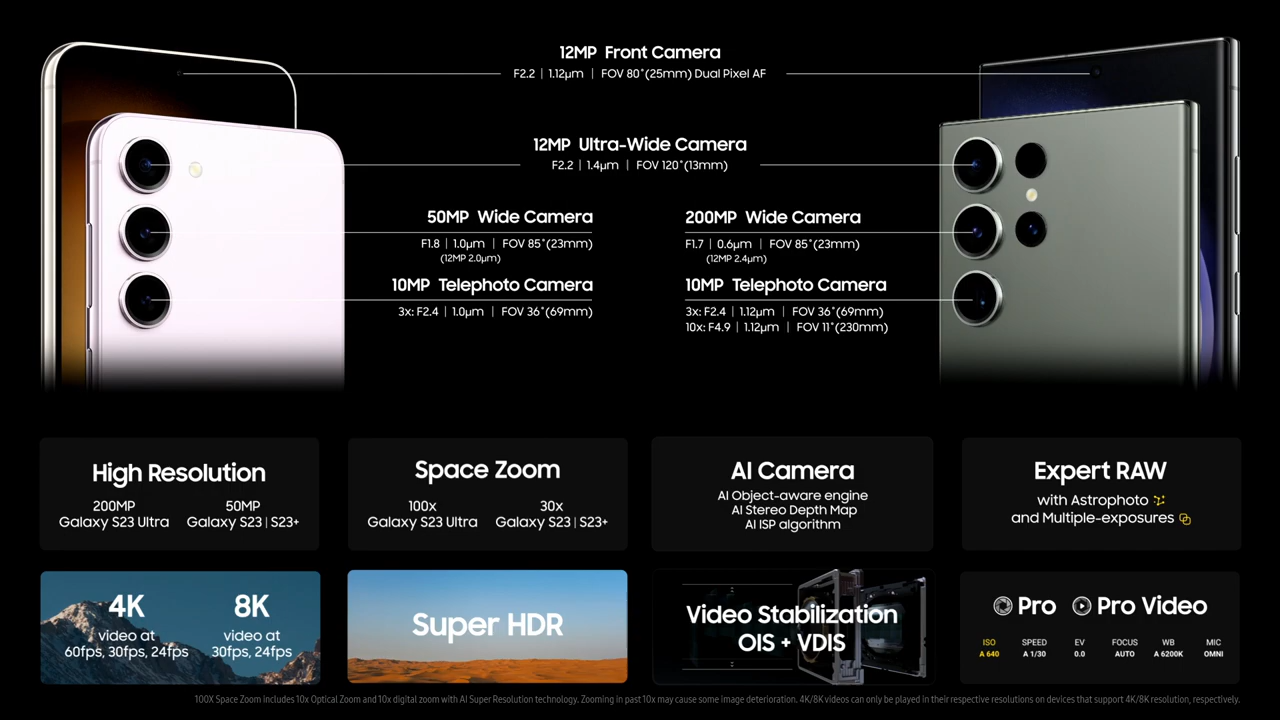 12MP Front Camera
F2.2 | 1.12μm | FOV 80°(25mm) Dual Pixel AF
12MP Ultra-Wide Camera
F2.2 | 1.4μm | FOV 120°(13mm)
50MP Wide Camera
F1.8 | 1.0μm | FOV 85°(23mm)
(12MP 2.0μm)
10MP Telephoto Camera
3x: F2.4 | 1.0μm | FOV 36°(69mm)
200MP Wide Camera
F1.7 | 0.6μm | FOV 85°(23mm)
(12MP 2.4μm)
10MP Telephoto Camera
3x: F2.4 | 1.12μm | FOV 36°(69mm)
10x: F4.9 | 1.12μm | FOV 11°(230mm)
High Resolution
200MP 50MP
Galaxy S23 Ultra Galaxy S23 | S23+
Space Zoom
100x 30x
Galaxy S23 Ultra Galaxy S23 | S23+
AI Camera
AI Object-aware engine
AI Stereo Depth Map
AI ISP algorithm
Expert RAW
with Astrophoto
and Multiple-exposures
4K 8K
video at video at
60fps, 30fps, 24fps 30fps, 24fps
Super HDR
Video Stabilization
OIS + VDIS
Pro Pro Video
ISO SPEED EV FOCUS WB MIC
A 640 A 1/30 0.0 AUTO A 6200K OMNI
100X Space Zoom includes 10x Optical Zoom and 10x digital zoom with AI Super Resolution technology. Zooming in past 10x may cause some image deterioration. 4K/8K videos can only be played in their respective resolutions on devices that support 4K/8K resolution, respectively.